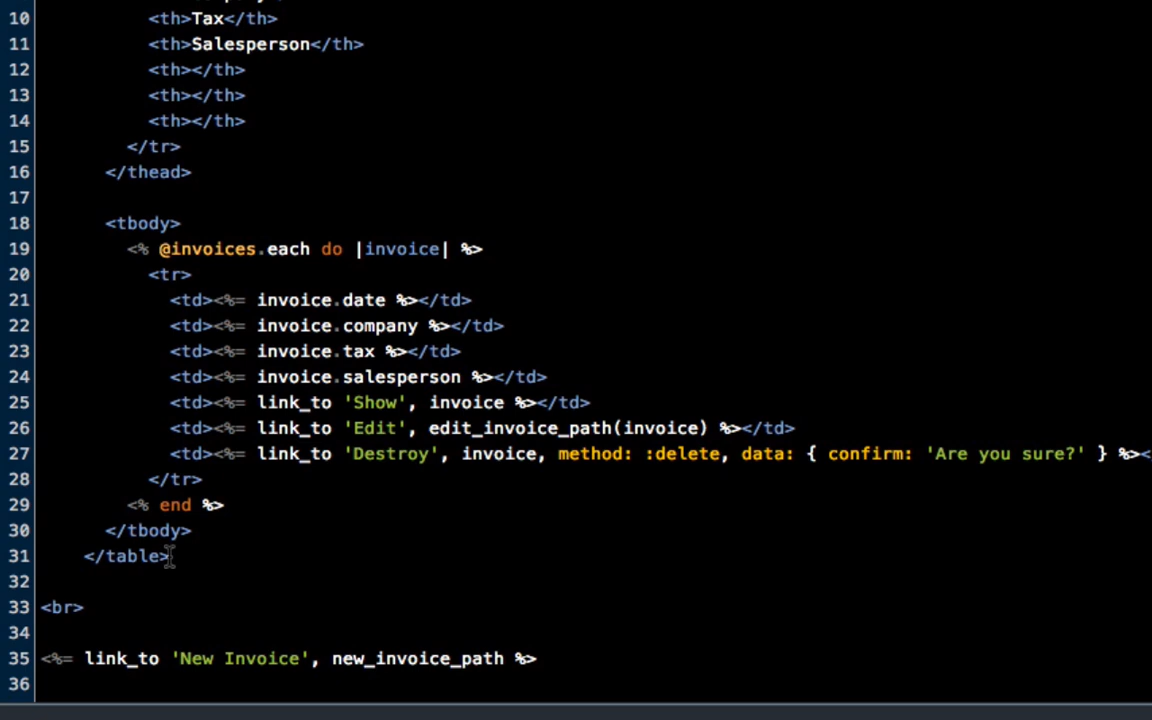 10 <th>Tax</th>
11 <th>Salesperson</th>
12 <th></th>
13 <th></th>
14 <th></th>
15 </tr>
16 </thead>
17
18 <tbody>
19 <% @invoices.each do |invoice| %>
20 <tr>
21 <td><%= invoice.date %></td>
22 <td><%= invoice.company %></td>
23 <td><%= invoice.tax %></td>
24 <td><%= invoice.salesperson %></td>
25 <td><%= link_to 'Show', invoice %></td>
26 <td><%= link_to 'Edit', edit_invoice_path(invoice) %></td>
27 <td><%= link_to 'Destroy', invoice, method: :delete, data: { confirm: 'Are you sure?' } %><
28 </tr>
29 <% end %>
30 </tbody>
31 </table>
32
33 <br>
34
35 <%= link_to 'New Invoice', new_invoice_path %>
36